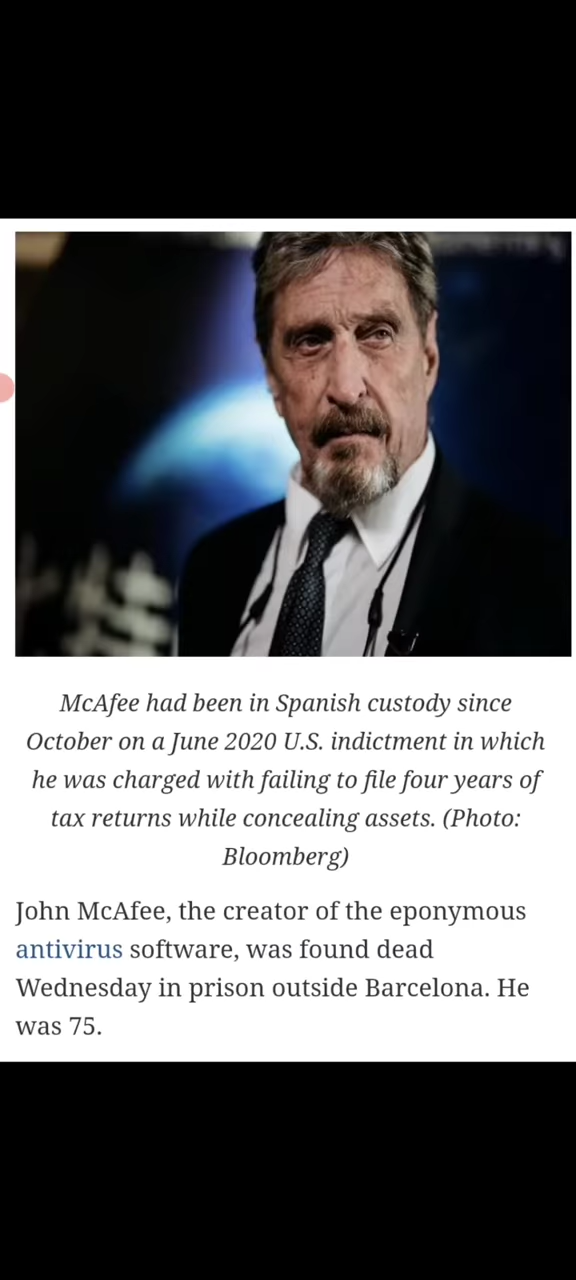 McAfee had been in Spanish custody since
October on a June 2020 U.S. indictment in which
he was charged with failing to file four years of
tax returns while concealing assets. (Photo:
Bloomberg)
John McAfee, the creator of the eponymous
antivirus software, was found dead
Wednesday in prison outside Barcelona. He
was 75.